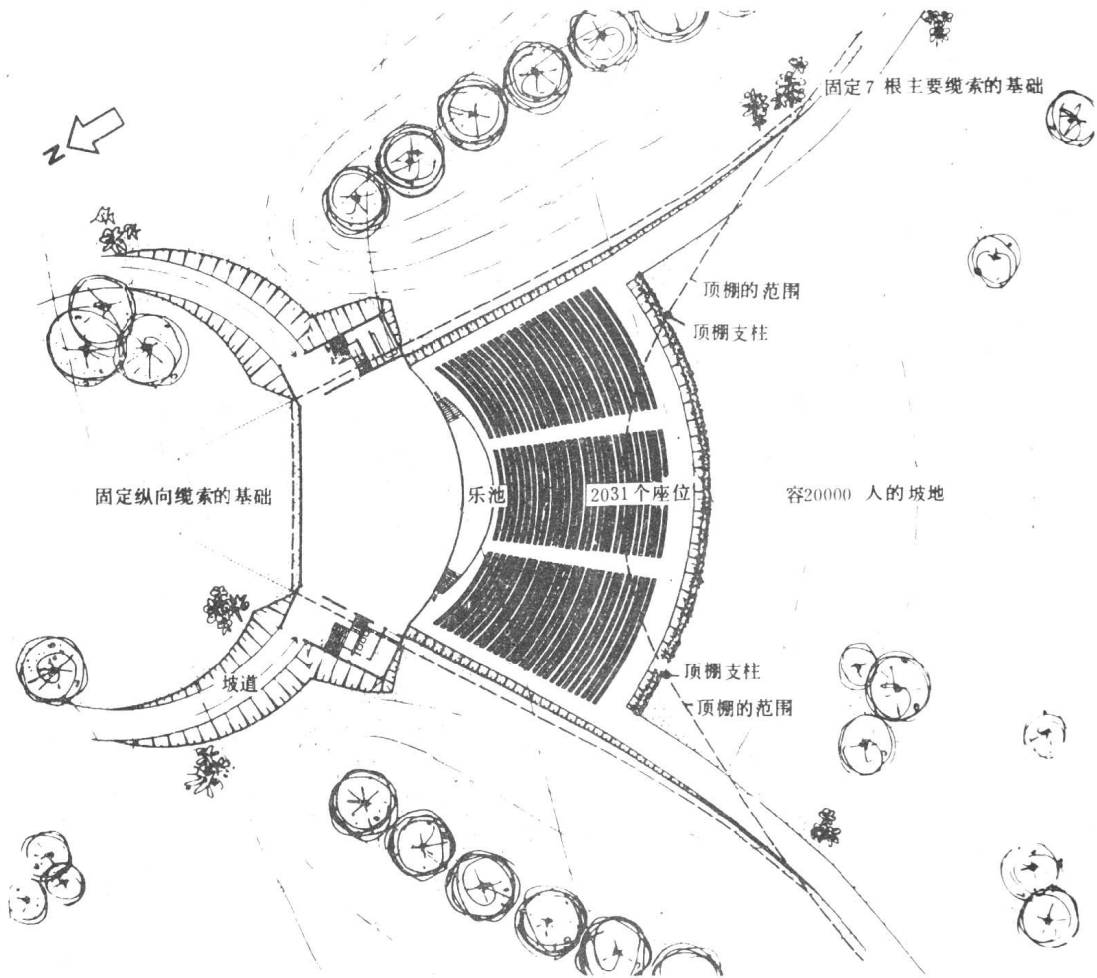 固定7根主要缆索的基础
N
顶棚的范围
顶棚支柱
固定纵向缆索的基础
乐池
2031个座位
容20000 人的坡地
顶棚支柱
坡道
顶棚的范围